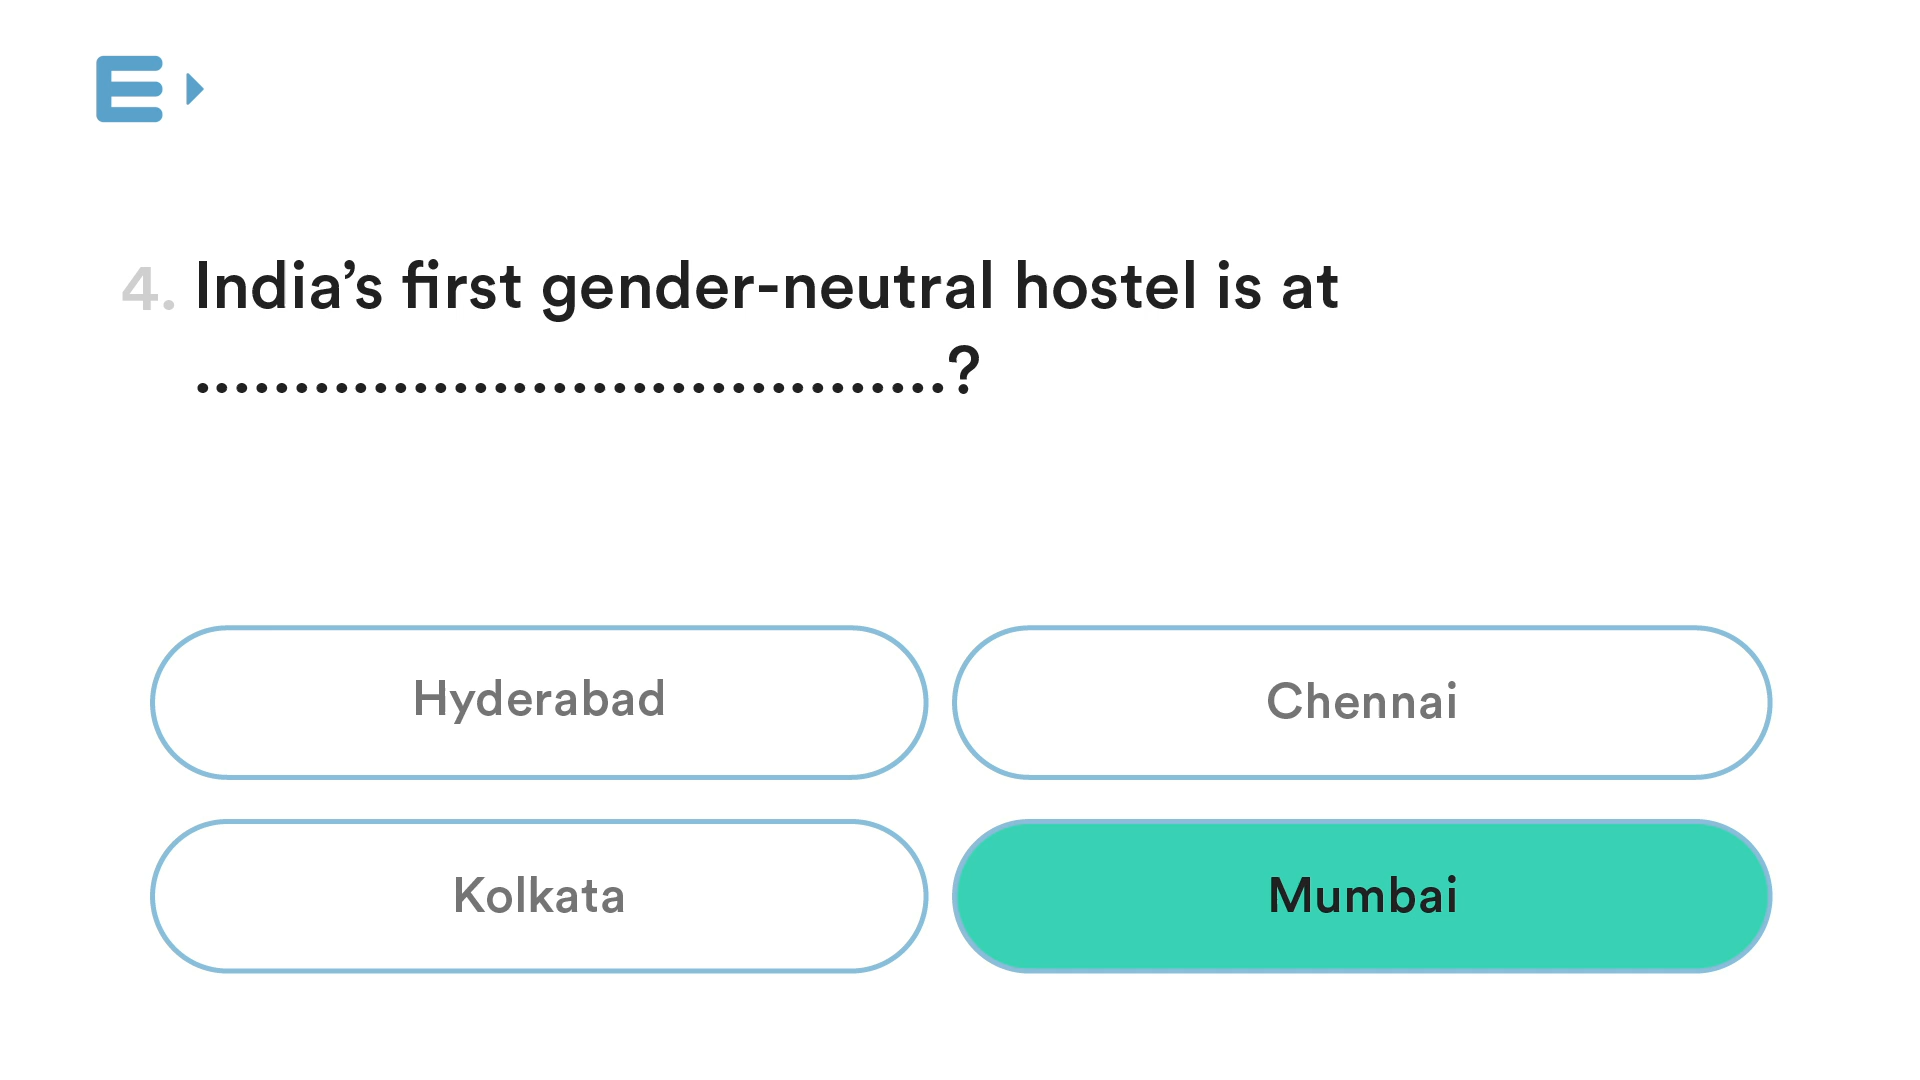 E
4. India’s first gender-neutral hostel is at
......................................?
Hyderabad
Chennai
Kolkata
Mumbai